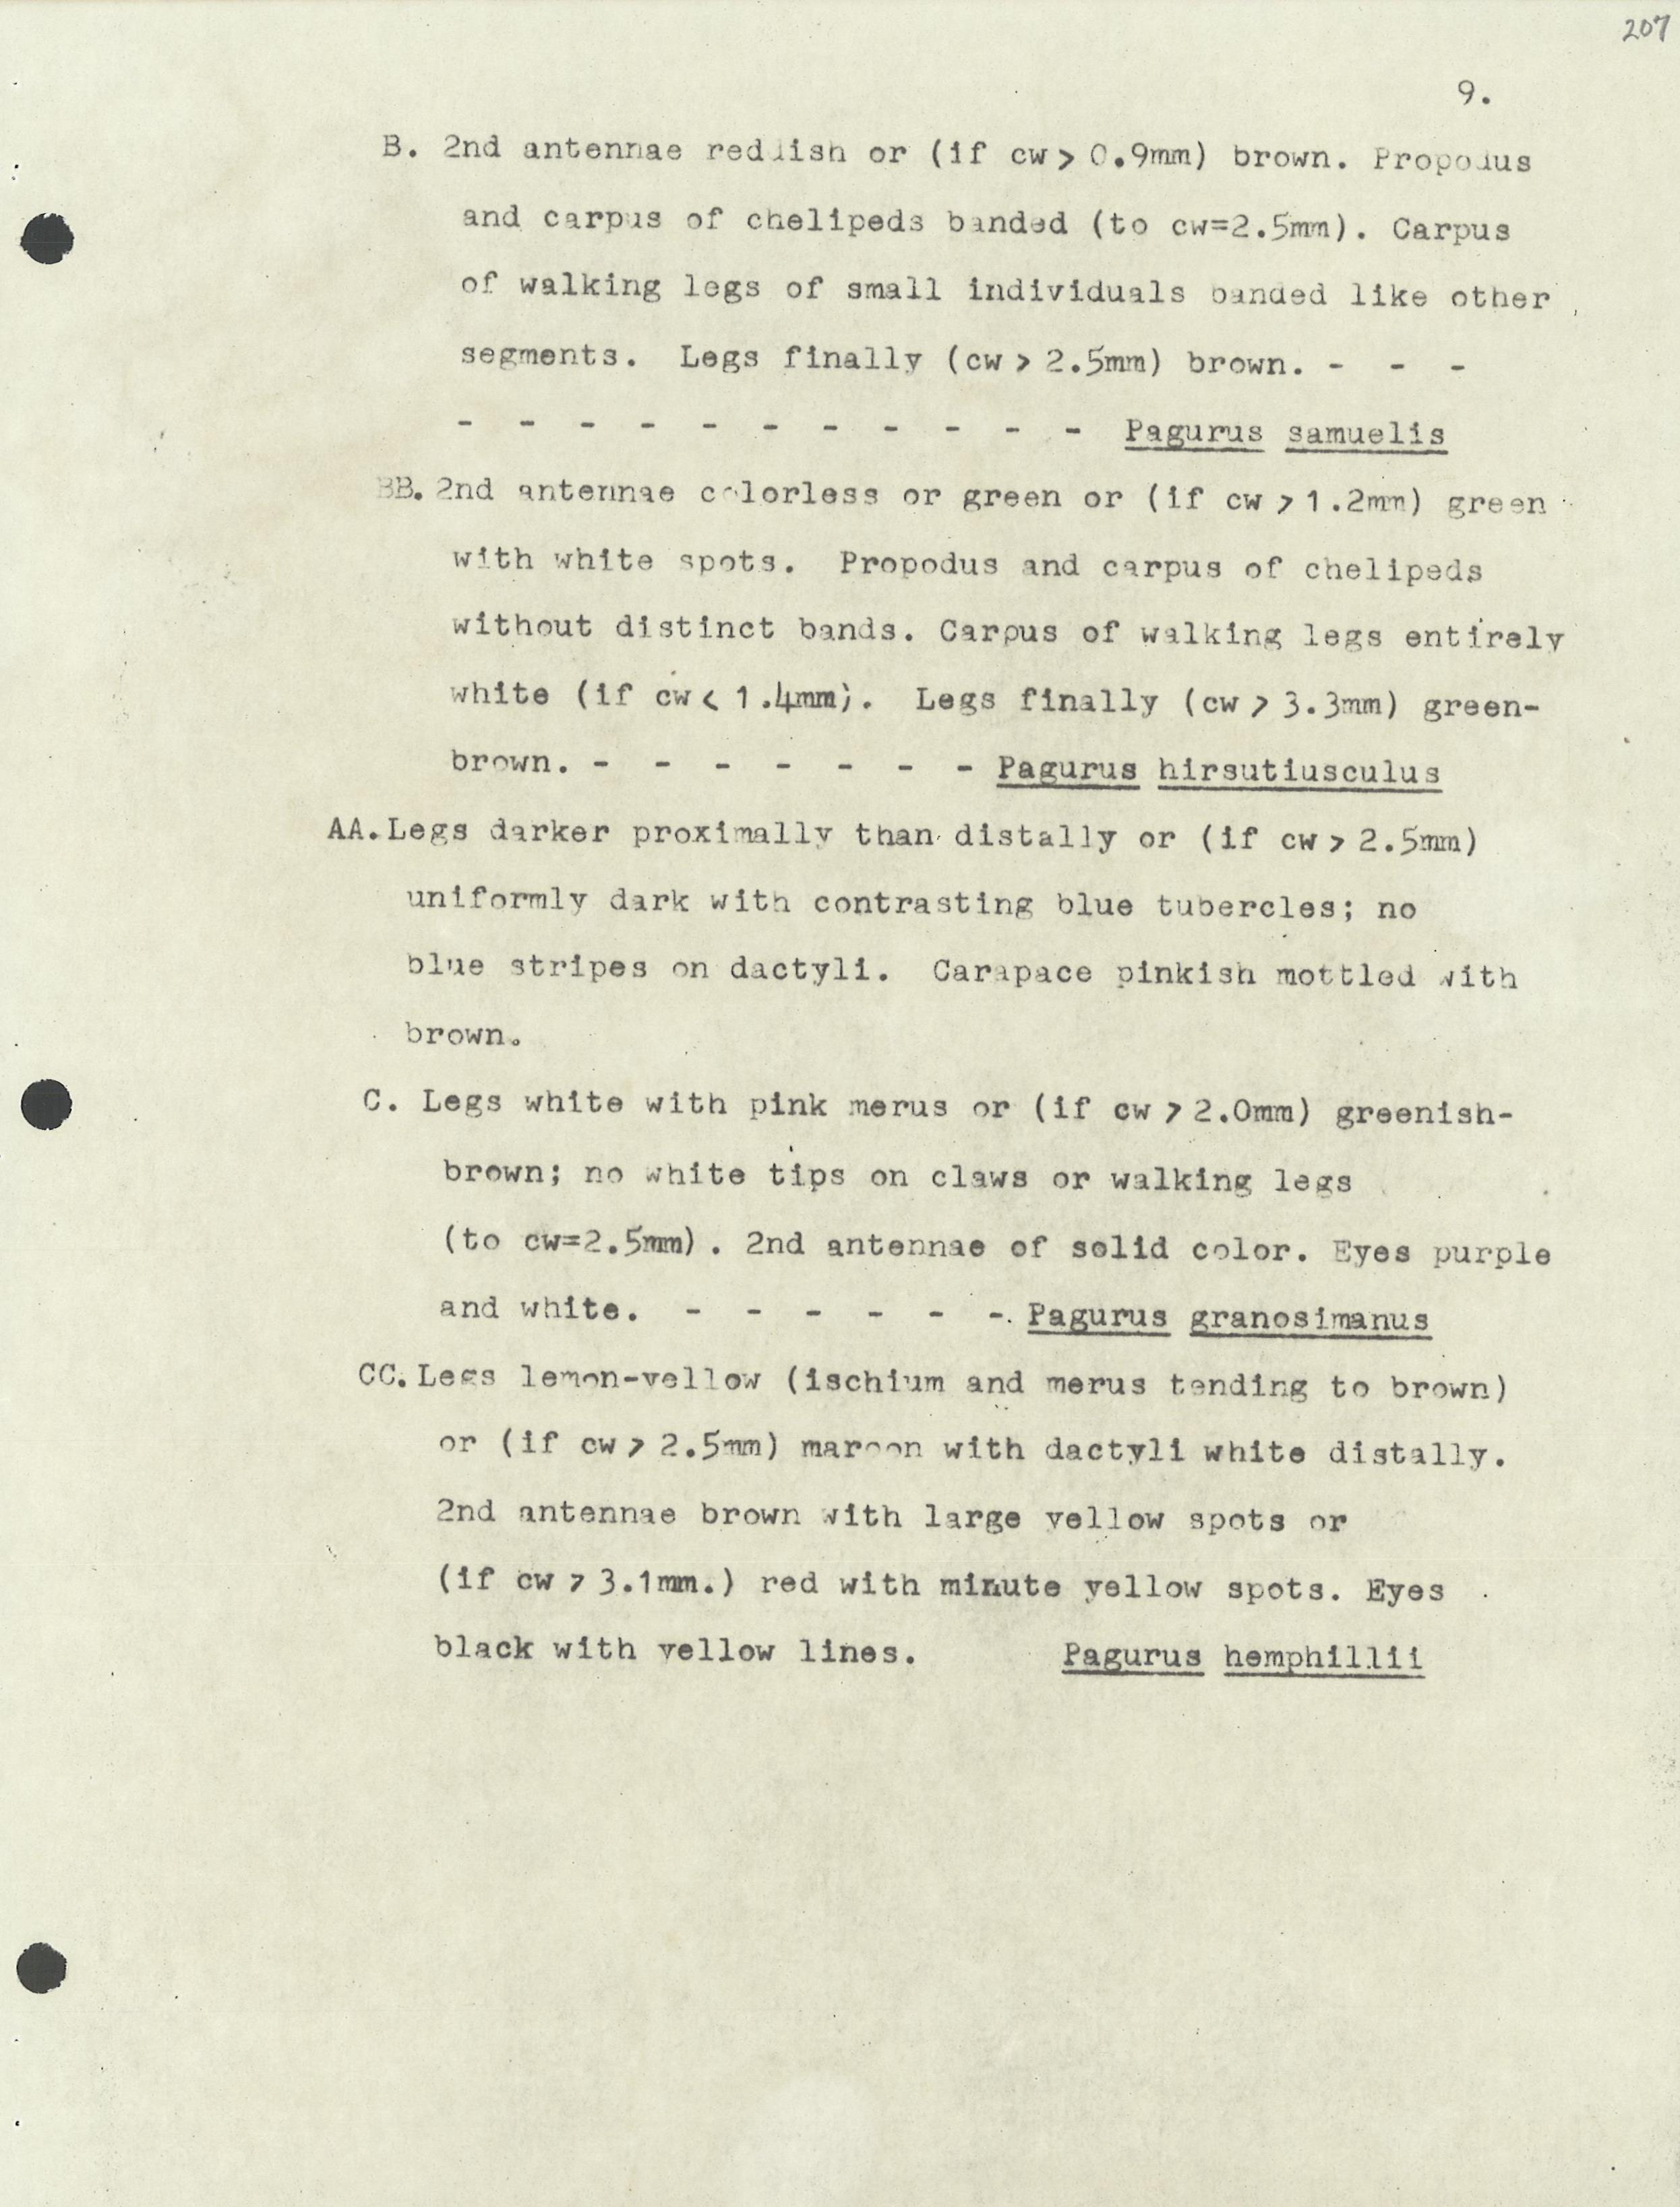 207
9.
B. 2nd antennae reddish or (if cw > 0.9mm) brown. Propodus
and carpus of chelipeds banded (to cw=2.5mm). Carpus
of walking legs of small individuals banded like other
segments. Legs finally (cw > 2.5mm) brown. - - -
- - - - - - - - - - - Pagurus samuelis
BB. 2nd antennae colorless or green or (if cw > 1.2mm) green
with white spots. Propodus and carpus of chelipeds
without distinct bands. Carpus of walking legs entirely
white (if cw < 1.4mm). Legs finally (cw > 3.3mm) green-
brown. - - - - - - - Pagurus hirsutiusculus
AA. Legs darker proximally than distally or (if cw > 2.5mm)
uniformly dark with contrasting blue tubercles; no
blue stripes on dactyli. Carapace pinkish mottled with
brown.
C. Legs white with pink merus or (if cw > 2.0mm) greenish-
brown; no white tips on claws or walking legs
(to cw=2.5mm). 2nd antennae of solid color. Eyes purple
and white. - - - - - -. Pagurus granosimanus
CC. Legs lemon-yellow (ischium and merus tending to brown)
or (if cw > 2.5mm) maroon with dactyli white distally.
2nd antennae brown with large yellow spots or
(if cw > 3.1mm.) red with minute yellow spots. Eyes
black with yellow lines. Pagurus hemphillii